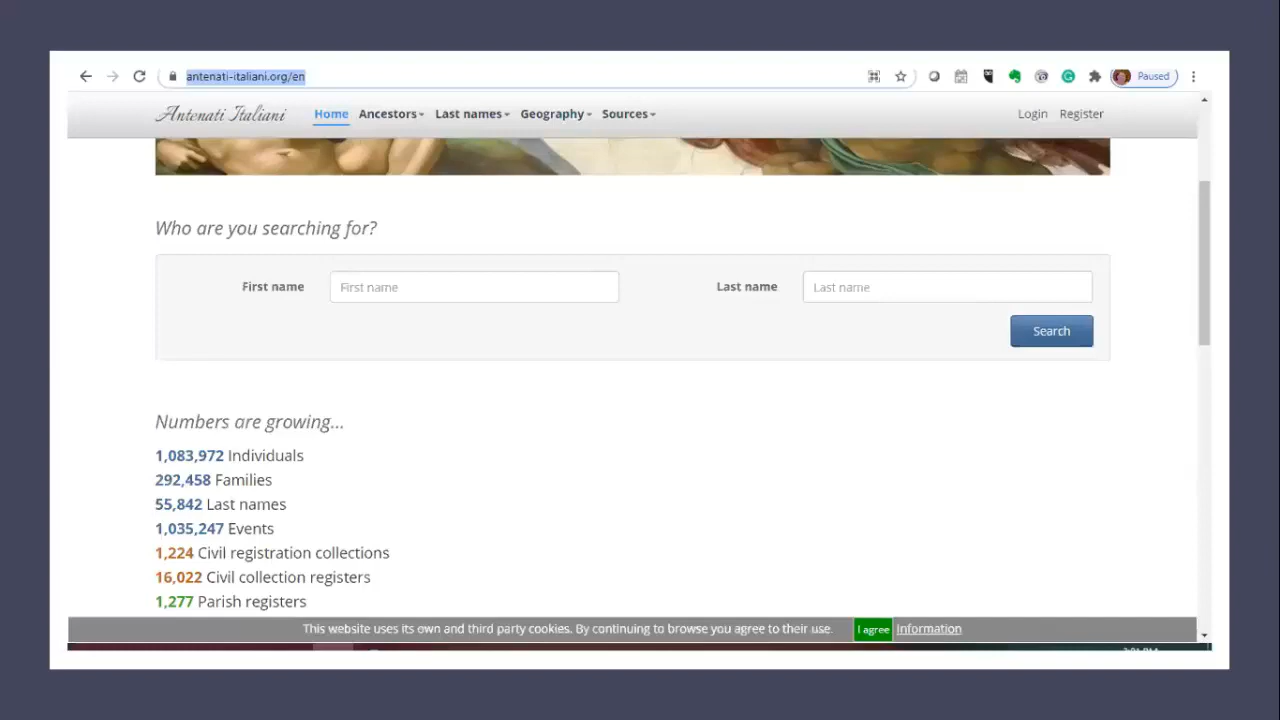 antenati-italiani.org/en
Paused
Antenati Italiani Home Ancestors Last names Geography Sources Login Register
Who are you searching for?
First name First name Last name Last name
Search
Numbers are growing...
1,083,972 Individuals
292,458 Families
55,842 Last names
1,035,247 Events
1,224 Civil registration collections
16,022 Civil collection registers
1,277 Parish registers
This website uses its own and third party cookies. By continuing to browse you agree to their use. I agree Information